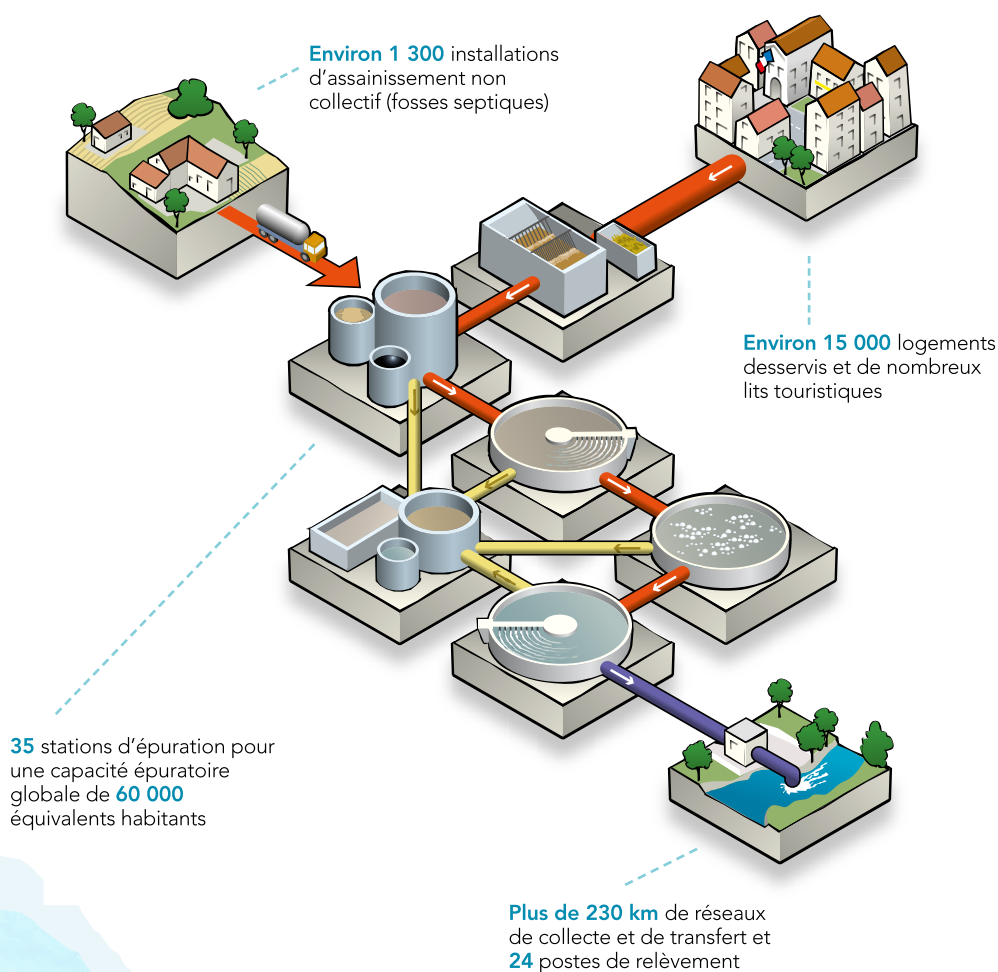 Environ 1 300 installations
d’assainissement non
collectif (fosses septiques)
Environ 15 000 logements
desservis et de nombreux
lits touristiques
35 stations d’épuration pour
une capacité épuratoire
globale de 60 000
équivalents habitants
Plus de 230 km de réseaux
de collecte et de transfert et
24 postes de relèvement